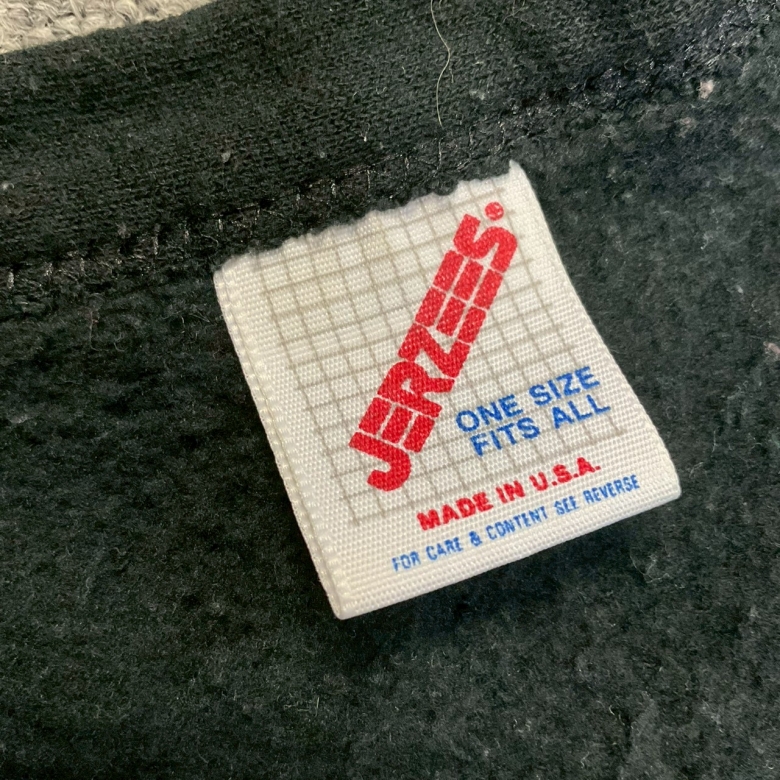 JERZEES®
ONE SIZE
FITS ALL
MADE IN U.S.A.
FOR CARE & CONTENT SEE REVERSE